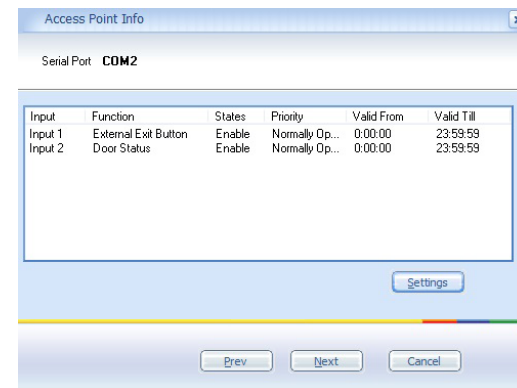 Access Point Info
Serial Port COM2
Input Function States Priority Valid From Valid Till
Input 1 External Exit Button Enable Normally Op... 0:00:00 23:59:59
Input 2 Door Status Enable Normally Op... 0:00:00 23:59:59
Settings
Prev Next Cancel